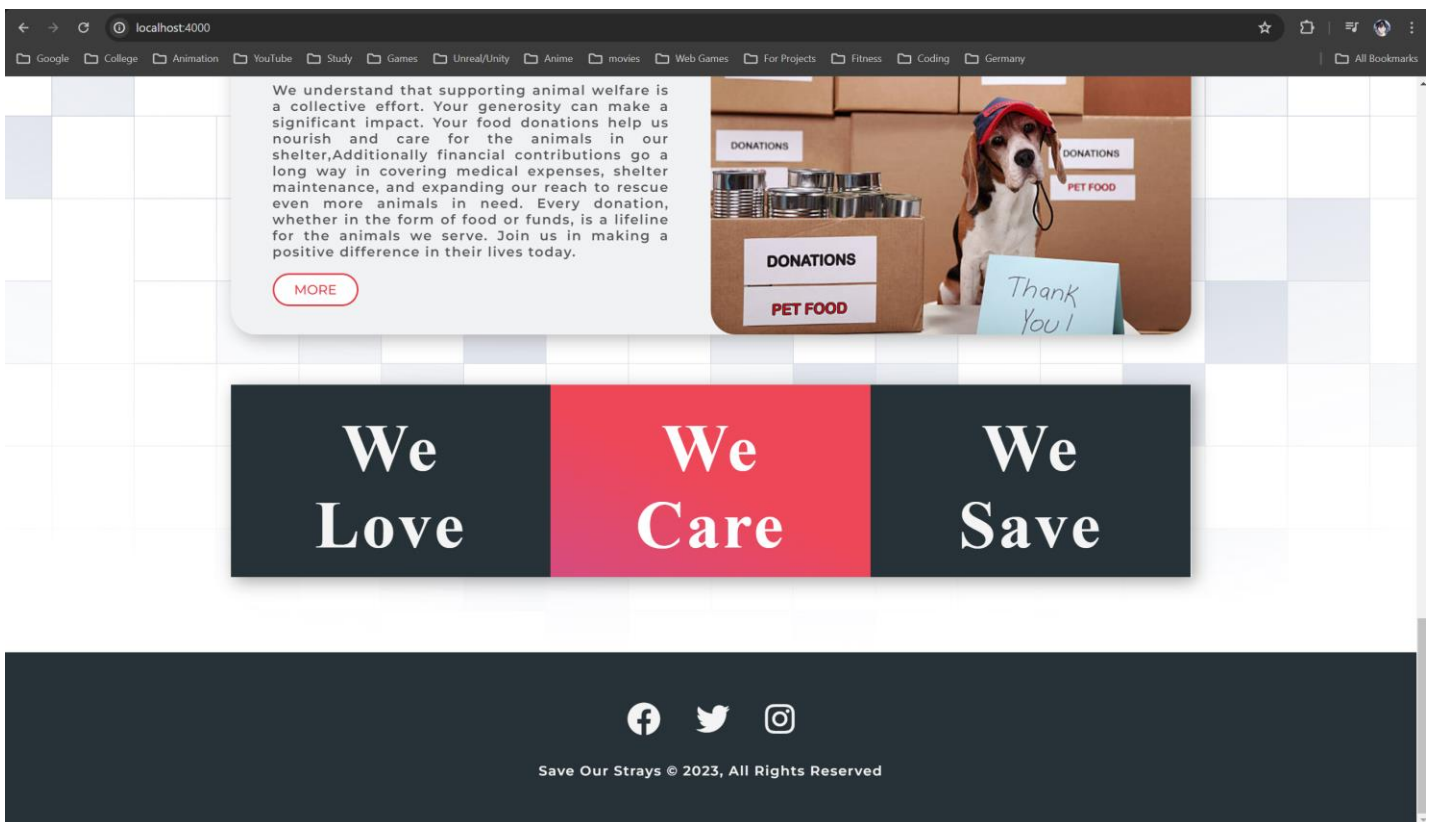 localhost:4000
Google College Animation YouTube Study Games Unreal/Unity Anime movies Web Games For Projects Fitness Coding Germany All Bookmarks
We understand that supporting animal welfare is
a collective effort. Your generosity can make a
significant impact. Your food donations help us
nourish and care for the animals in our
shelter,Additionally financial contributions go a
long way in covering medical expenses, shelter
maintenance, and expanding our reach to rescue
even more animals in need. Every donation,
whether in the form of food or funds, is a lifeline
for the animals we serve. Join us in making a
positive difference in their lives today.
MORE
DONATIONS
DONATIONS
PET FOOD
DONATIONS
PET FOOD
Thank
You!
We
Love
We
Care
We
Save
Save Our Strays © 2023, All Rights Reserved